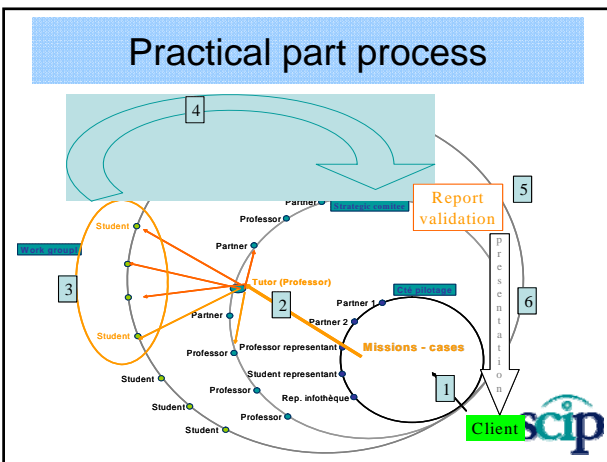 Practical part process
4
Partner
Strategic comitee
Professor
Report
validation
5
Student
Partner
Work groupl
3
Tutor (Professor)
2
presentation
6
Cté pilotage
Partner 1
Partner
Partner 2
Professor
Professor representant
Missions - cases
Student
Student representant
Student
Professor
Rep. infothèque
1
Student
Professor
Student
Client
scip